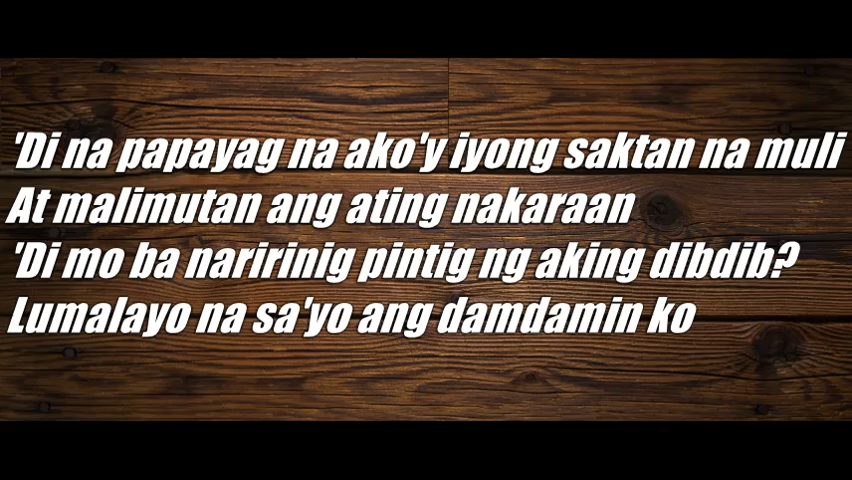 'Di na papayag na ako'y iyong saktan na muli
At malimutan ang ating nakaraan
'Di mo ba naririnig pintig ng aking dibdib?
Lumalayo na sa'yo ang damdamin ko